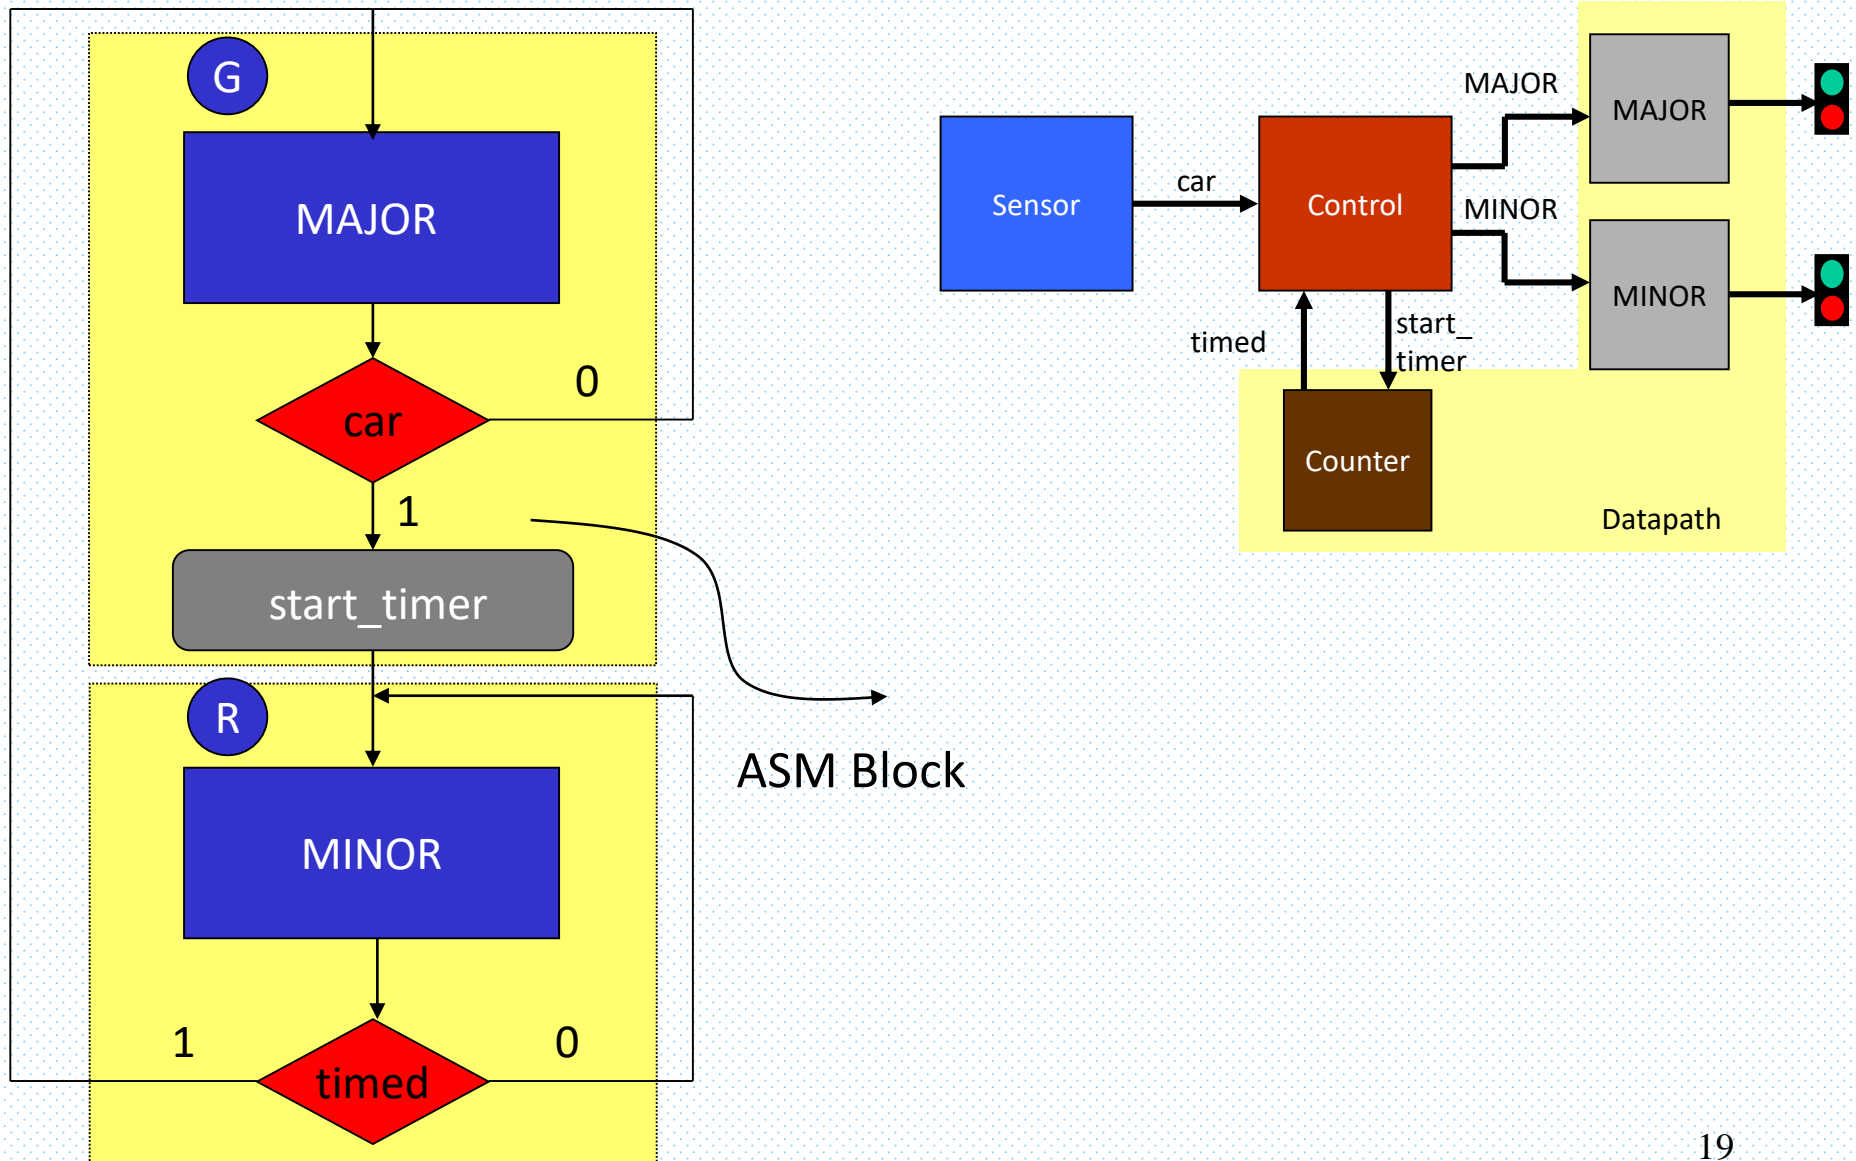 G
MAJOR
car
0
1
start_timer
R
MINOR
timed
1
0
ASM Block
Sensor
car
Control
MAJOR
MINOR
MAJOR
MINOR
timed
start_
timer
Counter
Datapath
19